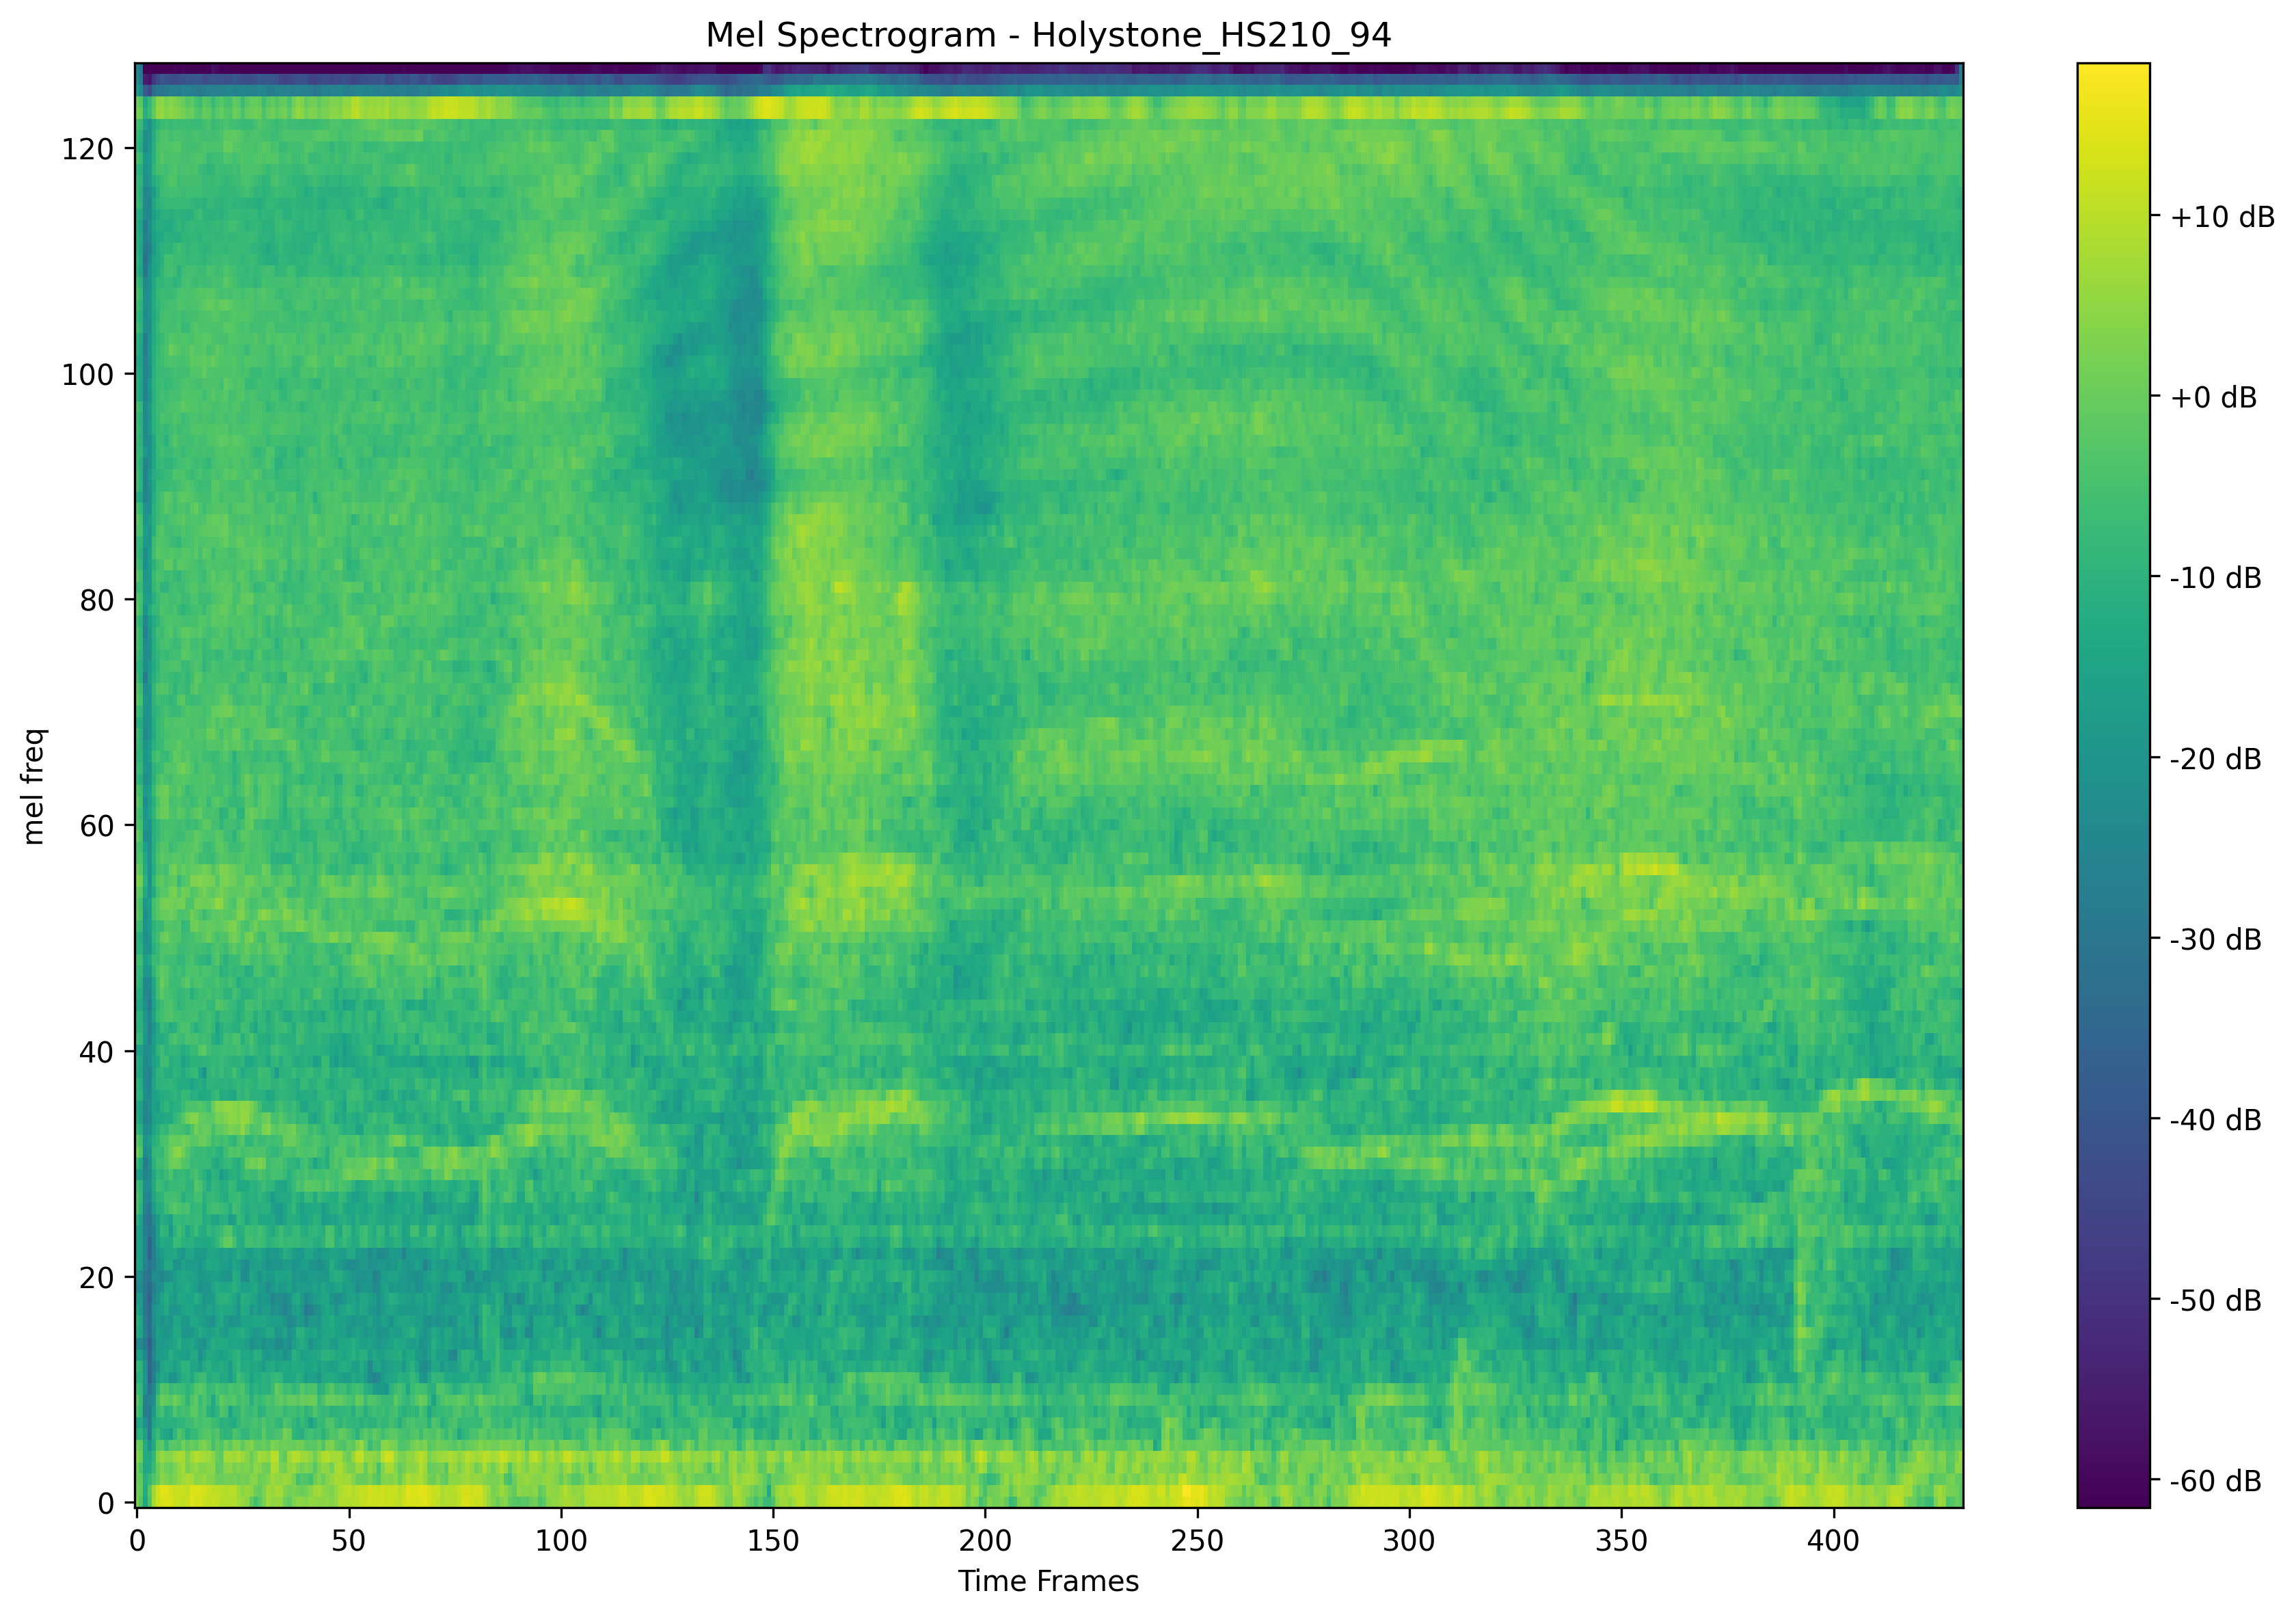 Mel Spectrogram - Holystone_HS210_94
mel freq
120
100
80
60
40
20
0
0 50 100 150 200 250 300 350 400
Time Frames
+10 dB
+0 dB
-10 dB
-20 dB
-30 dB
-40 dB
-50 dB
-60 dB